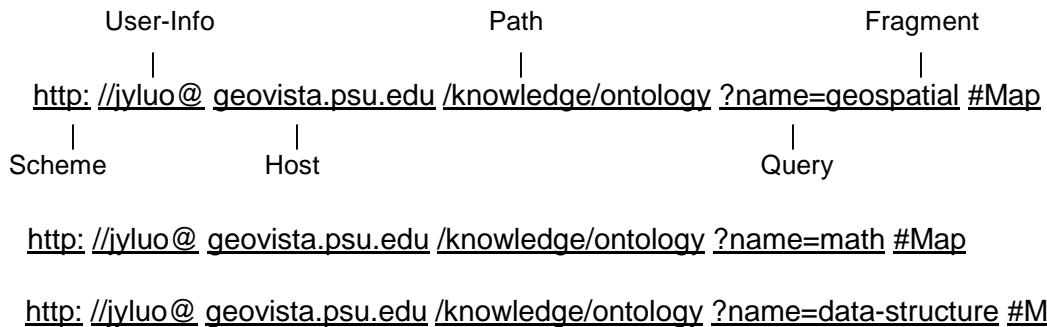 User-Info Path Fragment
http: //jyluo@ geovista.psu.edu /knowledge/ontology ?name=geospatial #Map
Scheme Host Query
http: //jyluo@ geovista.psu.edu /knowledge/ontology ?name=math #Map
http: //jyluo@ geovista.psu.edu /knowledge/ontology ?name=data-structure #M